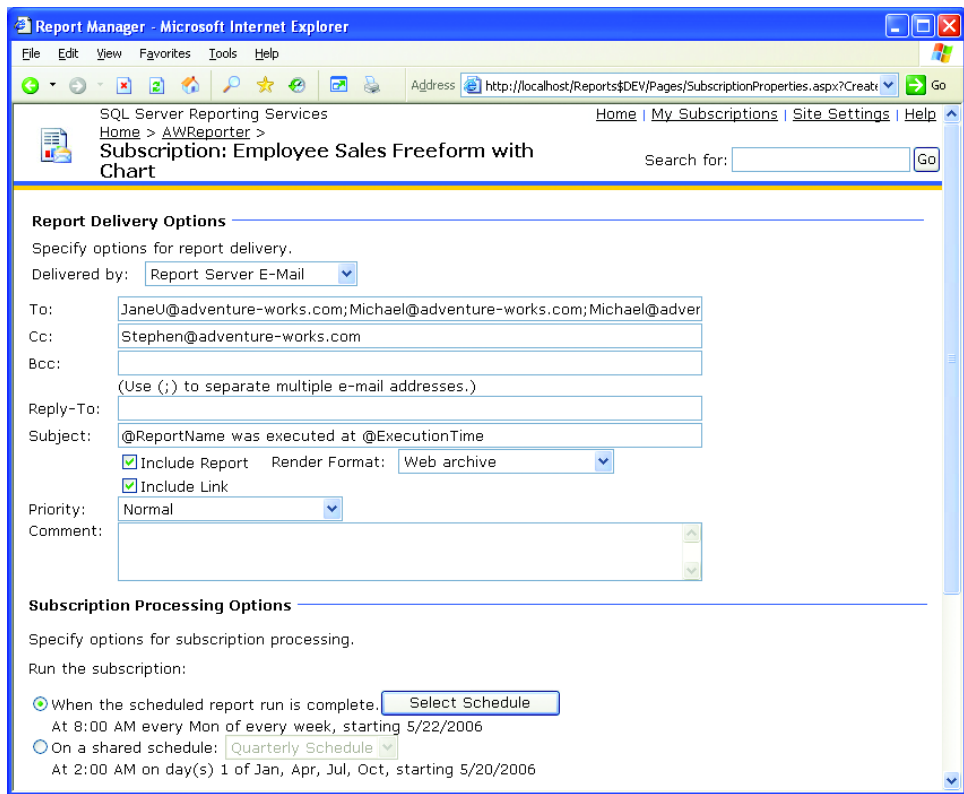 Report Manager - Microsoft Internet Explorer
File Edit View Favorites Tools Help
Address http://localhost/Reports$DEV/Pages/SubscriptionProperties.aspx?Create Go
SQL Server Reporting Services Home | My Subscriptions | Site Settings | Help
Home > AWReporter >
Subscription: Employee Sales Freeform with
Chart
Search for: Go
Report Delivery Options
Specify options for report delivery.
Delivered by: Report Server E-Mail
To: JaneU@adventure-works.com;Michael@adventure-works.com;Michael@adver
Cc: Stephen@adventure-works.com
Bcc:
(Use (;) to separate multiple e-mail addresses.)
Reply-To:
Subject: @ReportName was executed at @ExecutionTime
Include Report Render Format: Web archive
Include Link
Priority: Normal
Comment:
Subscription Processing Options
Specify options for subscription processing.
Run the subscription:
When the scheduled report run is complete. Select Schedule
At 8:00 AM every Mon of every week, starting 5/22/2006
On a shared schedule: Quarterly Schedule
At 2:00 AM on day(s) 1 of Jan, Apr, Jul, Oct, starting 5/20/2006